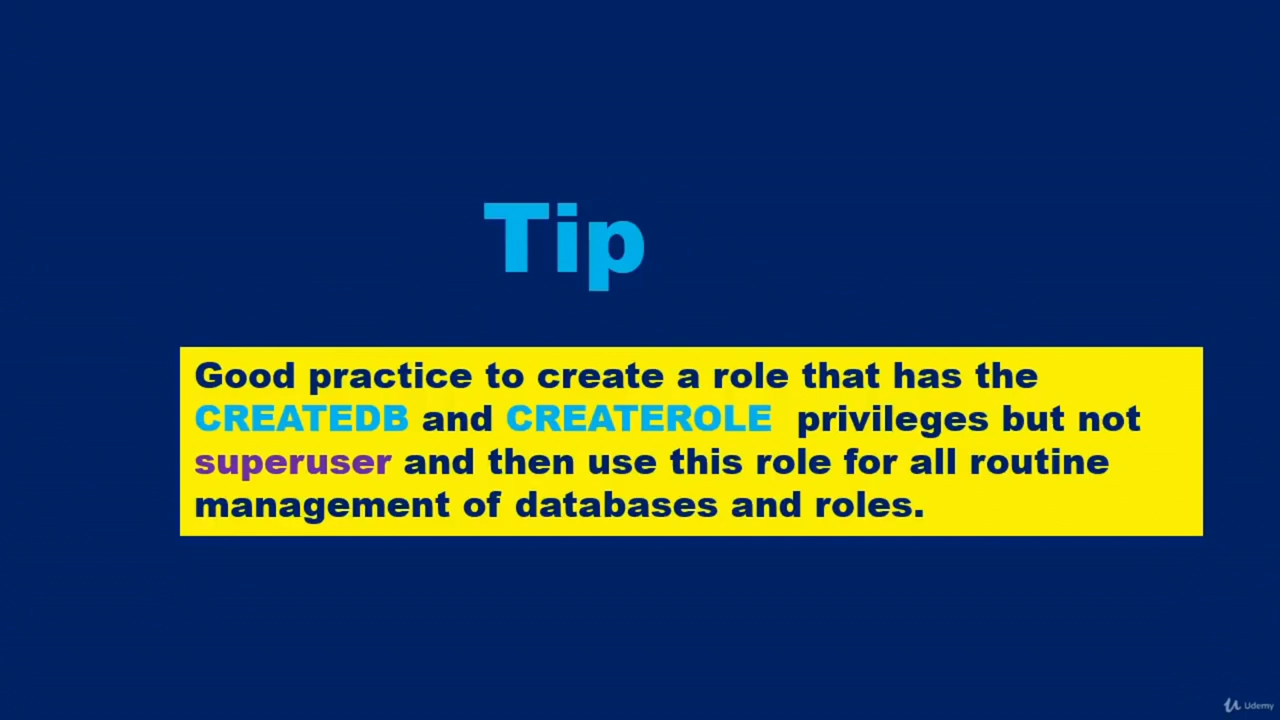 Tip
Good practice to create a role that has the
CREATEDB and CREATEROLE privileges but not
superuser and then use this role for all routine
management of databases and roles.
Udemy